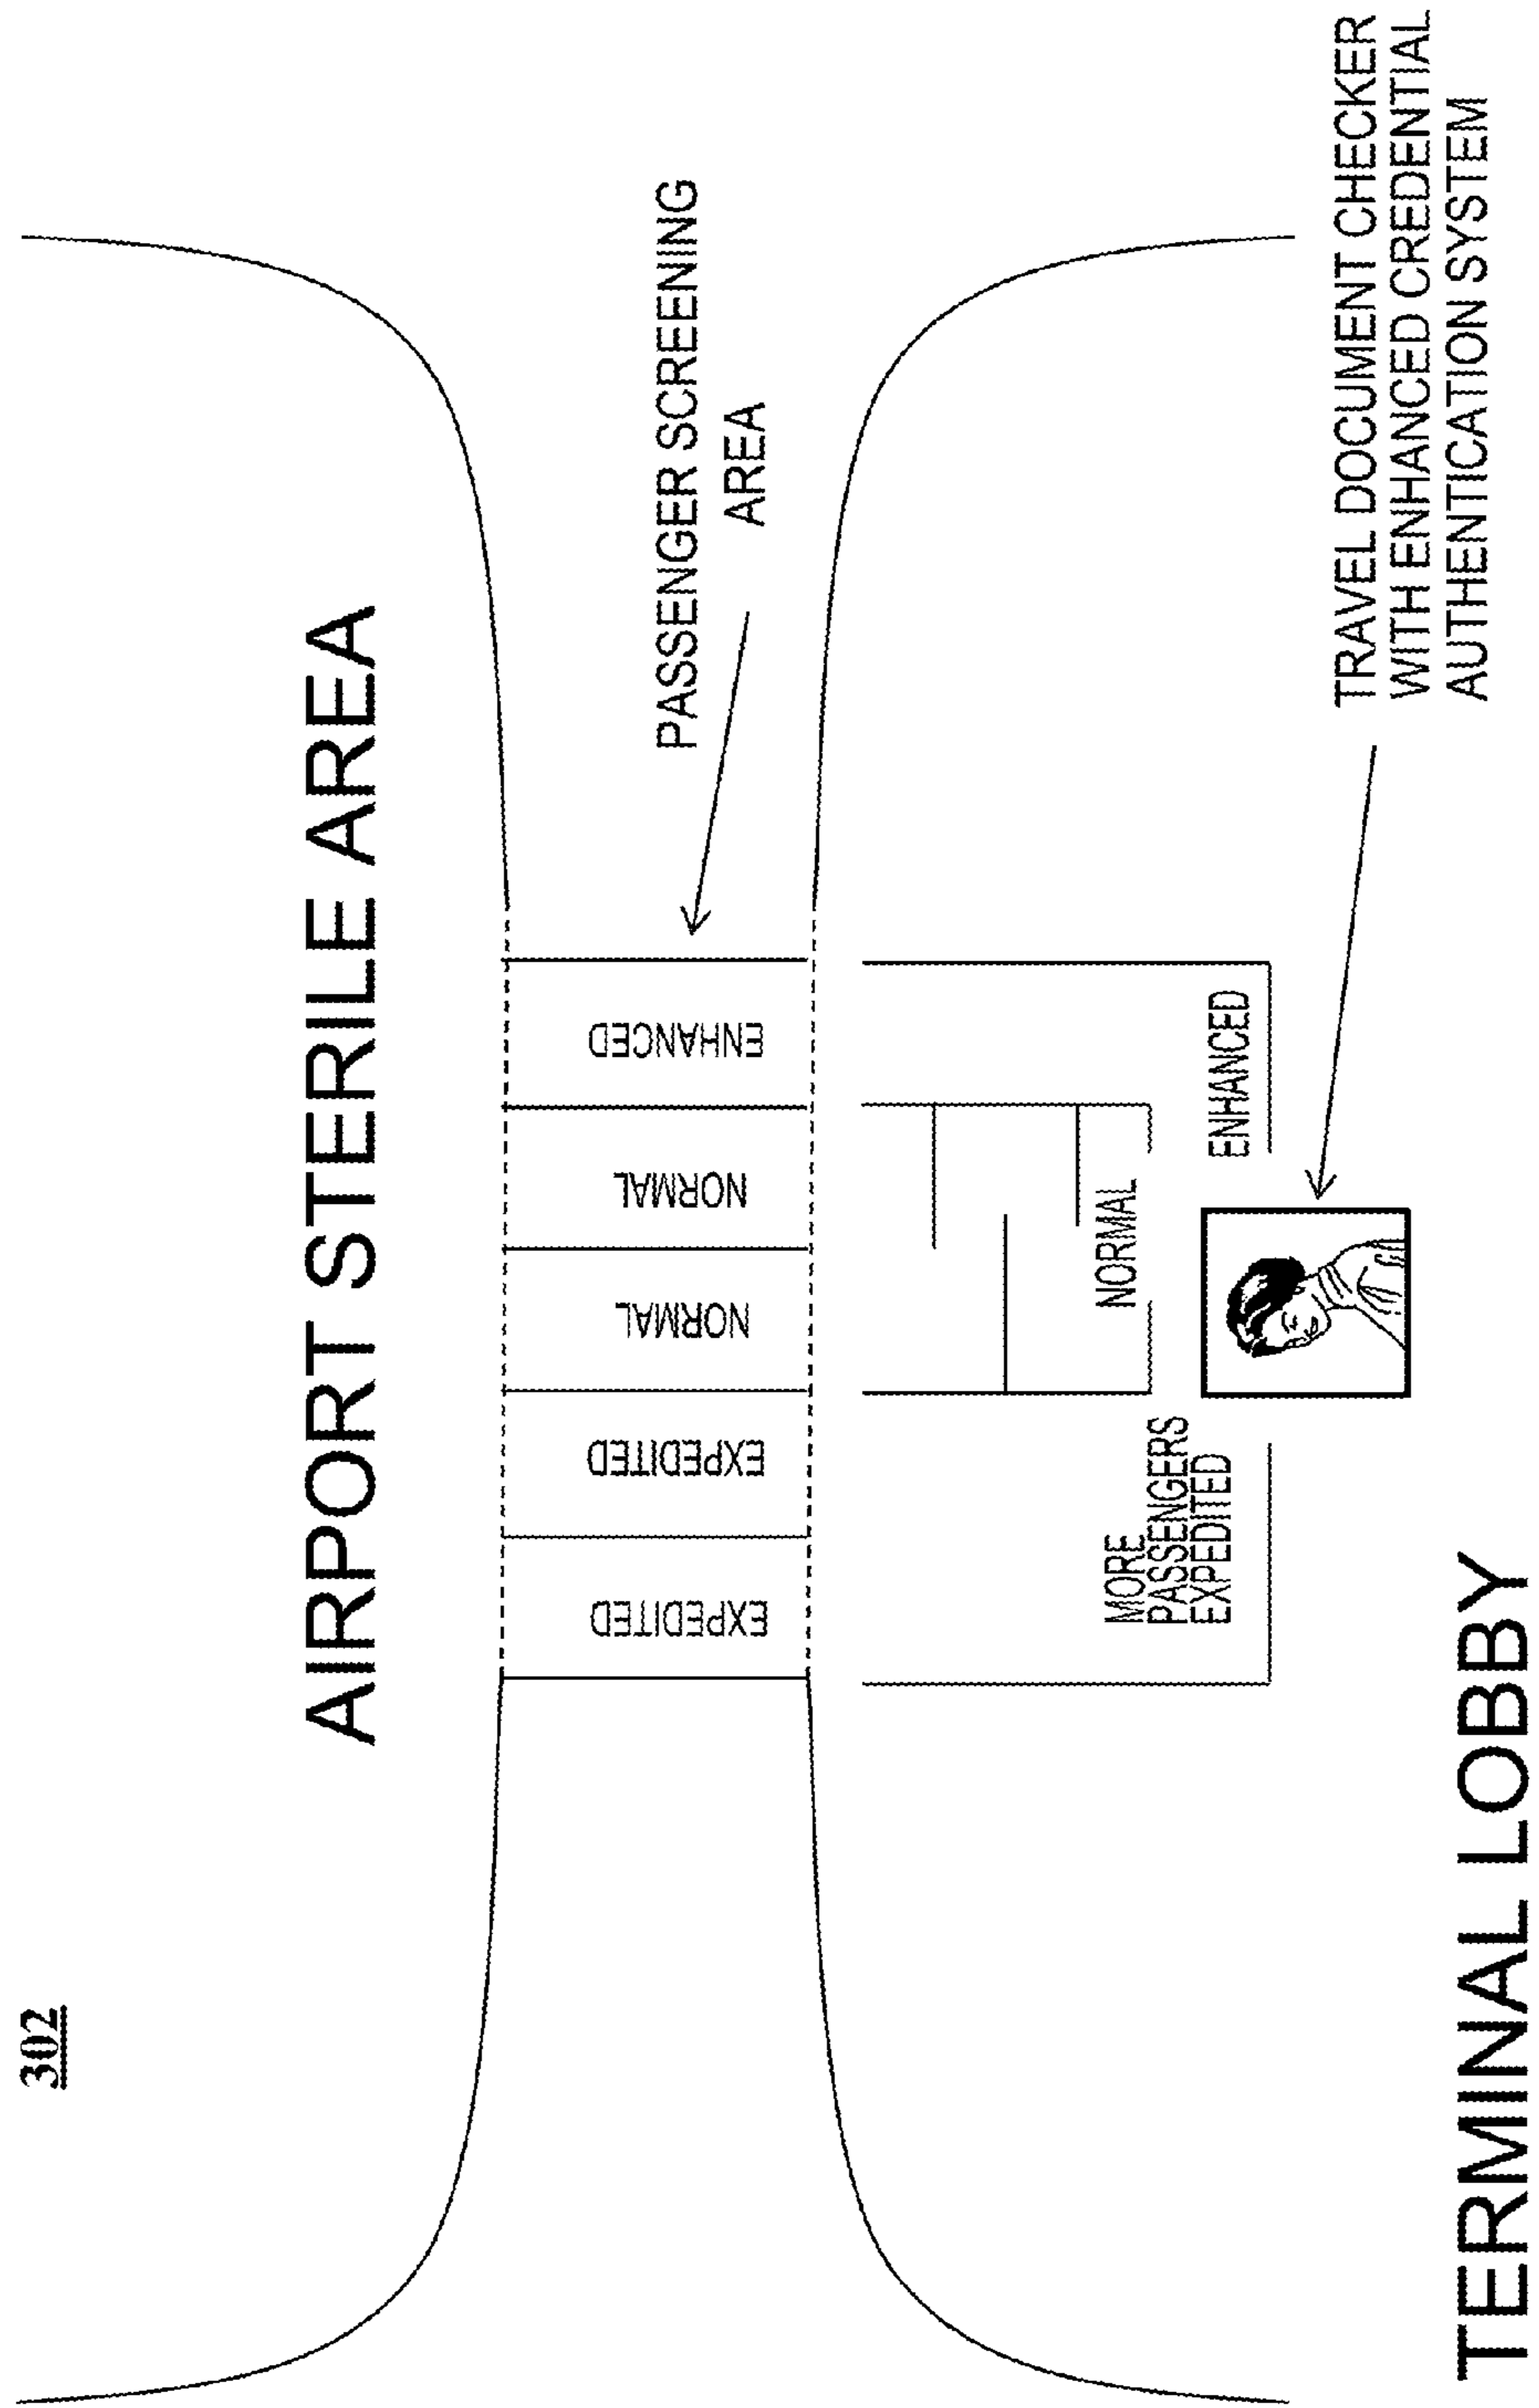 302
AIRPORT STERILE AREA
PASSENGER SCREENING
AREA
EXPEDITED
EXPEDITED
NORMAL
NORMAL
ENHANCED
MORE
PASSENGERS
EXPEDITED
NORMAL
ENHANCED
TRAVEL DOCUMENT CHECKER
WITH ENHANCED CREDENTIAL
AUTHENTICATION SYSTEM
TERMINAL LOBBY